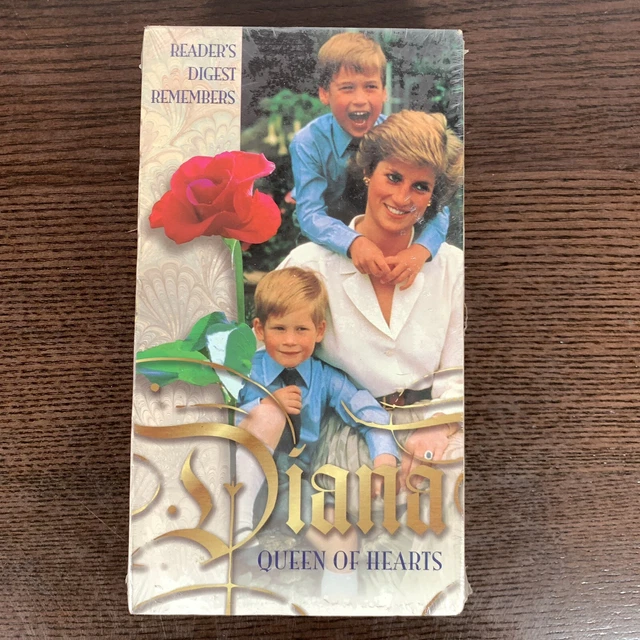 READER'S
DIGEST
REMEMBERS
Diana
QUEEN OF HEARTS